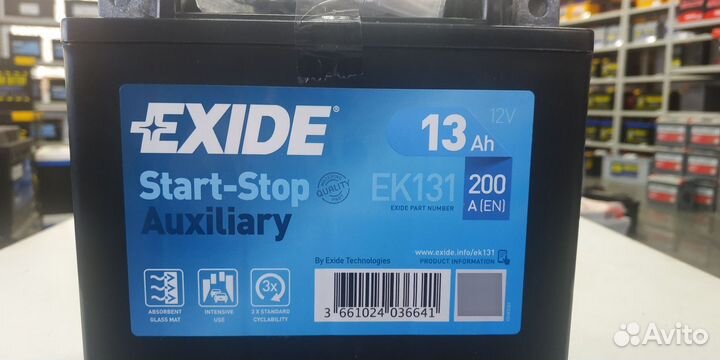 12V
EXIDE®
13 Ah
Start-Stop
Auxiliary
QUALITY
EK131
EXIDE PART NUMBER
200
A (EN)
www.exide.info/ek131
PRODUCT INFORMATION
By Exide Technologies
ABSORBENT
GLASS MAT
INTENSIVE
USE
3x
3 X STANDARD
CYCLABILITY
3 661024 036641
Avito